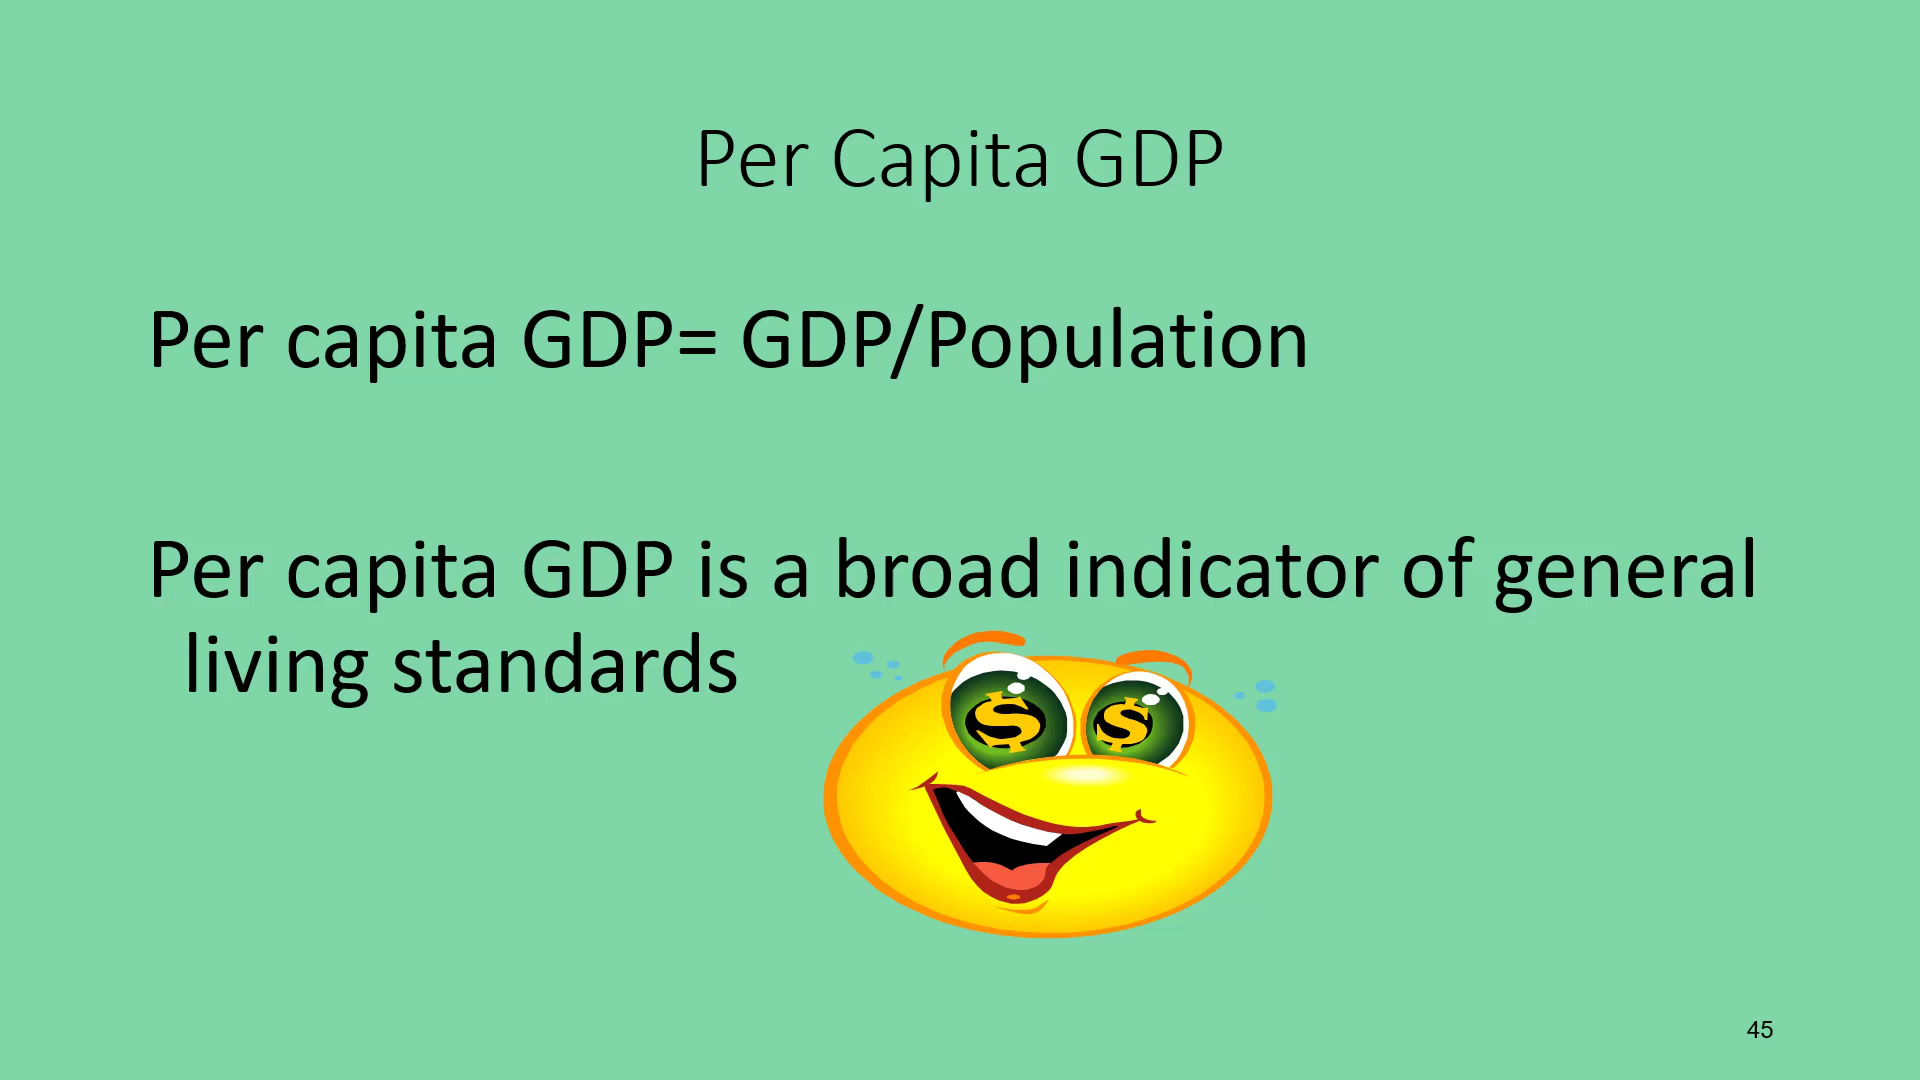 Per Capita GDP
Per capita GDP= GDP/Population
Per capita GDP is a broad indicator of general
living standards
$ $
45